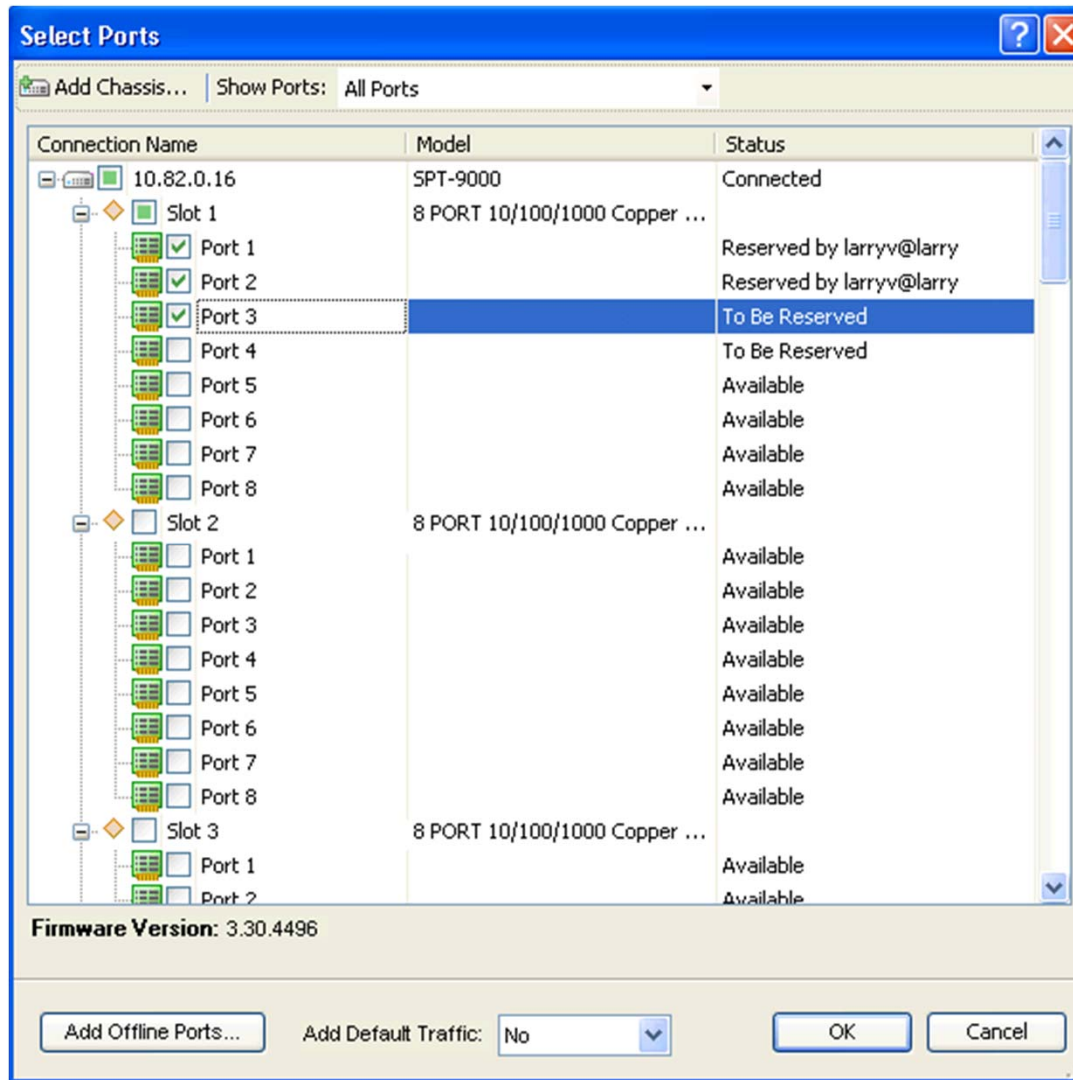 Select Ports
Add Chassis... Show Ports: All Ports
Connection Name Model Status
10.82.0.16 SPT-9000 Connected
Slot 1 8 PORT 10/100/1000 Copper ...
Port 1 Reserved by larryv@larry
Port 2 Reserved by larryv@larry
Port 3 To Be Reserved
Port 4 To Be Reserved
Port 5 Available
Port 6 Available
Port 7 Available
Port 8 Available
Slot 2 8 PORT 10/100/1000 Copper ...
Port 1 Available
Port 2 Available
Port 3 Available
Port 4 Available
Port 5 Available
Port 6 Available
Port 7 Available
Port 8 Available
Slot 3 8 PORT 10/100/1000 Copper ...
Port 1 Available
Port 2 Available
Firmware Version: 3.30.4496
Add Offline Ports... Add Default Traffic: No OK Cancel